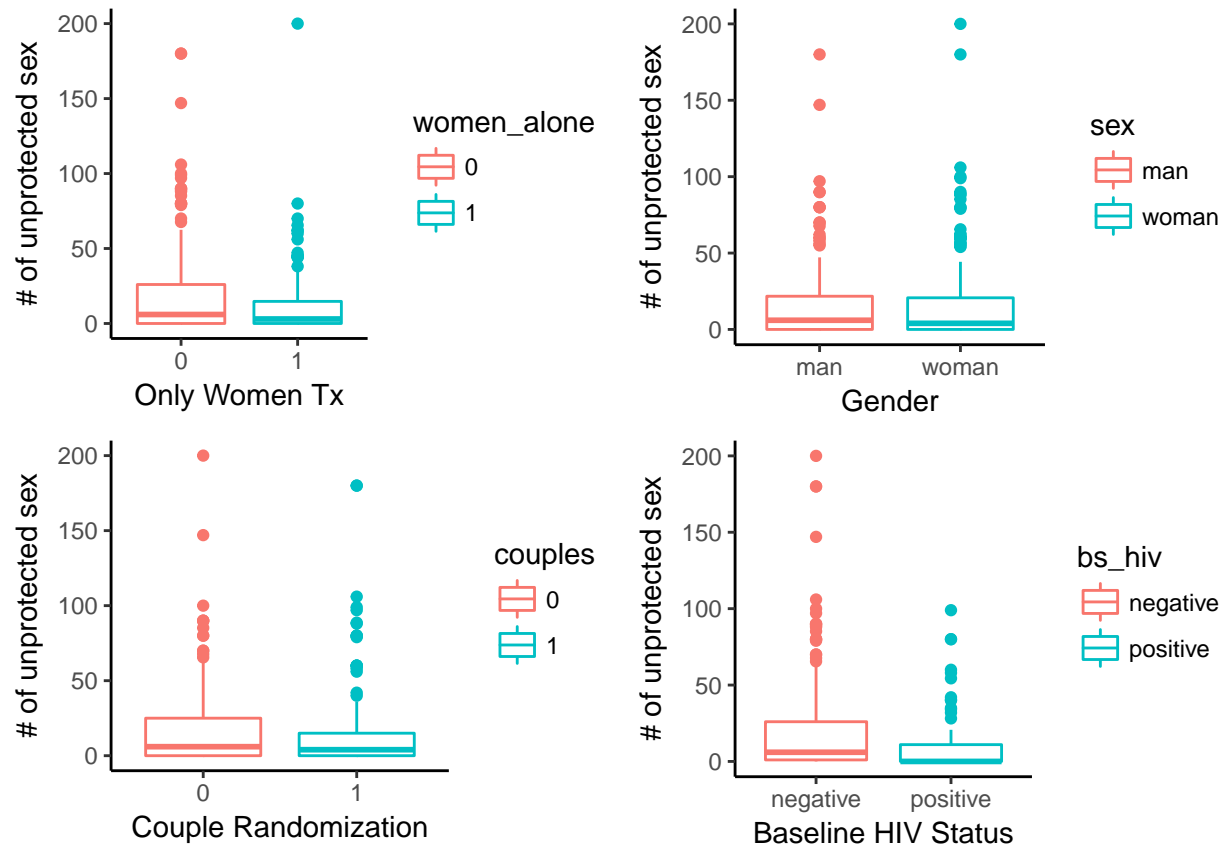 # of unprotected sex
200
150
100
50
0
0
1
Only Women Tx
women_alone
0
1
# of unprotected sex
200
150
100
50
0
man
woman
Gender
sex
man
woman
# of unprotected sex
200
150
100
50
0
0
1
Couple Randomization
couples
0
1
# of unprotected sex
200
150
100
50
0
negative
positive
Baseline HIV Status
bs_hiv
negative
positive